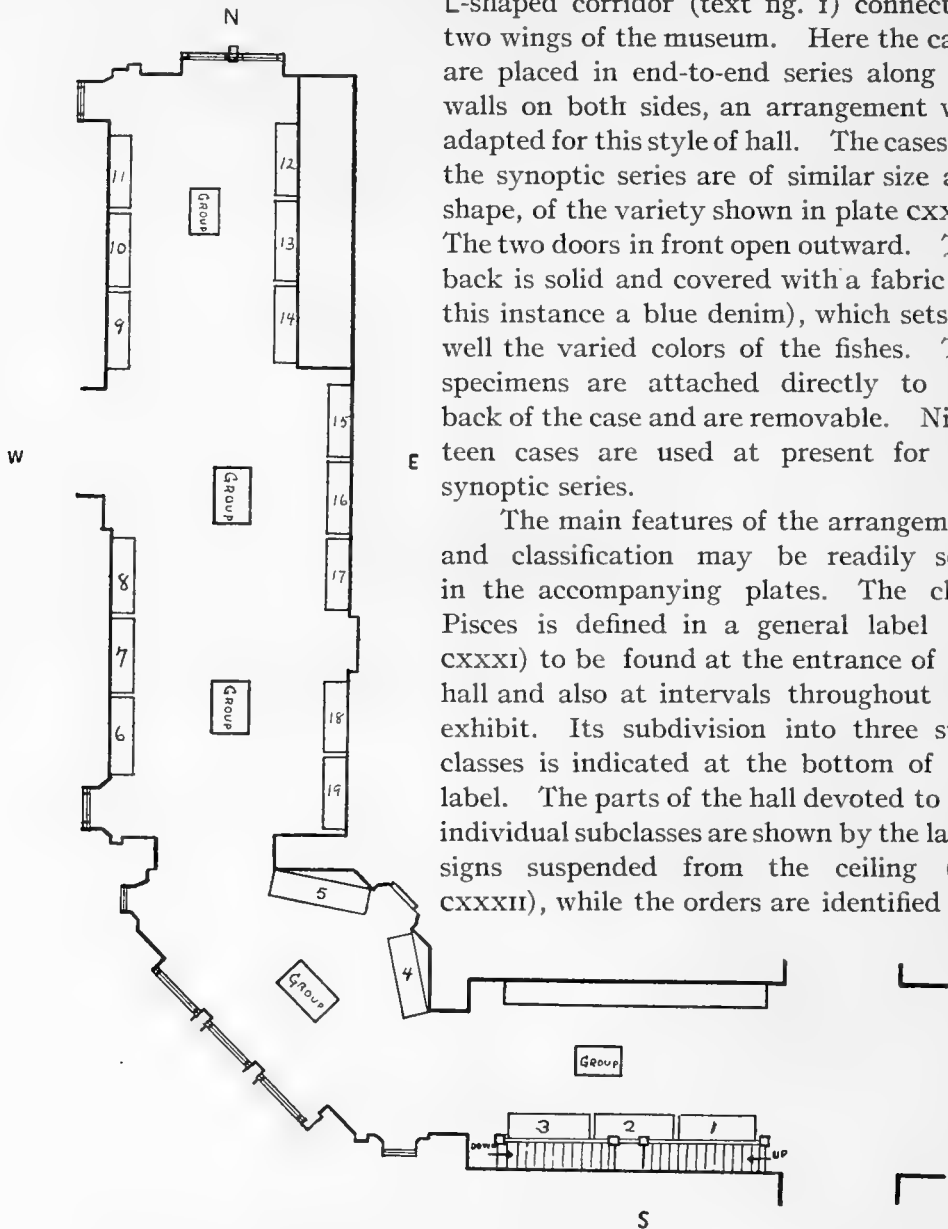 N
L-shaped corridor (text fig. 1) connect
two wings of the museum. Here the ca
are placed in end-to-end series along
walls on both sides, an arrangement
adapted for this style of hall. The cases
the synoptic series are of similar size a
shape, of the variety shown in plate CXX
The two doors in front open outward.
back is solid and covered with a fabric
this instance a blue denim), which sets
well the varied colors of the fishes. T
specimens are attached directly to
back of the case and are removable. Ni
teen cases are used at present for
synoptic series.
The main features of the arrangem
and classification may be readily s
in the accompanying plates. The cl
Pisces is defined in a general label
CXXXI) to be found at the entrance of
hall and also at intervals throughout
exhibit. Its subdivision into three s
classes is indicated at the bottom of
label. The parts of the hall devoted to
individual subclasses are shown by the la
signs suspended from the ceiling (
CXXXII), while the orders are identified
11
10
9
GROUP
12
13
14
W
E
GROUP
15
16
17
8
7
6
GROUP
18
19
5
4
GROUP
GROUP
3
2
1
DOWN
UP
S